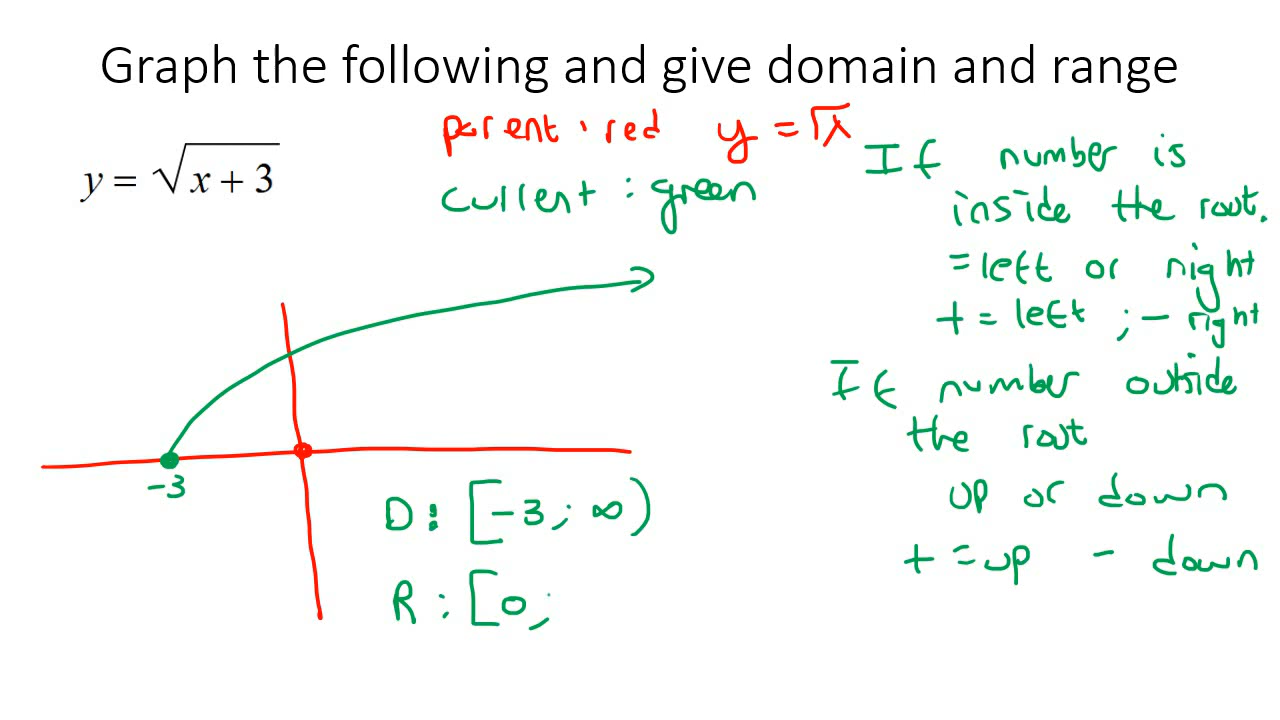 Graph the following and give domain and range
y = √x + 3
parent : red y = √x
current : green
If number is
inside the root.
= left or right
+ = left ; - right
If number outside
the root
up or down
+ = up - down
-3
D : [-3 ; ∞)
R : [0 ;